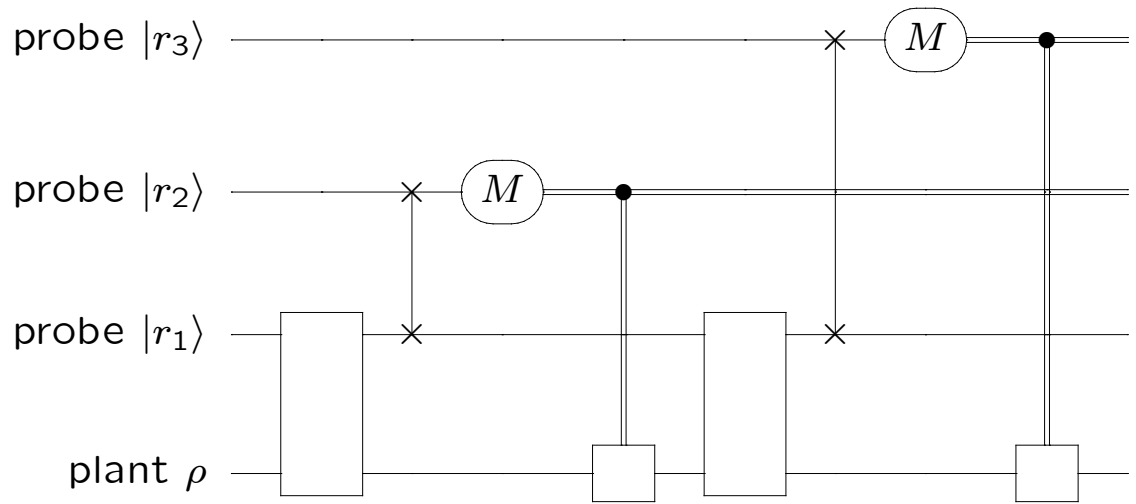 probe |r₃⟩ M
probe |r₂⟩ M
probe |r₁⟩
plant ρ